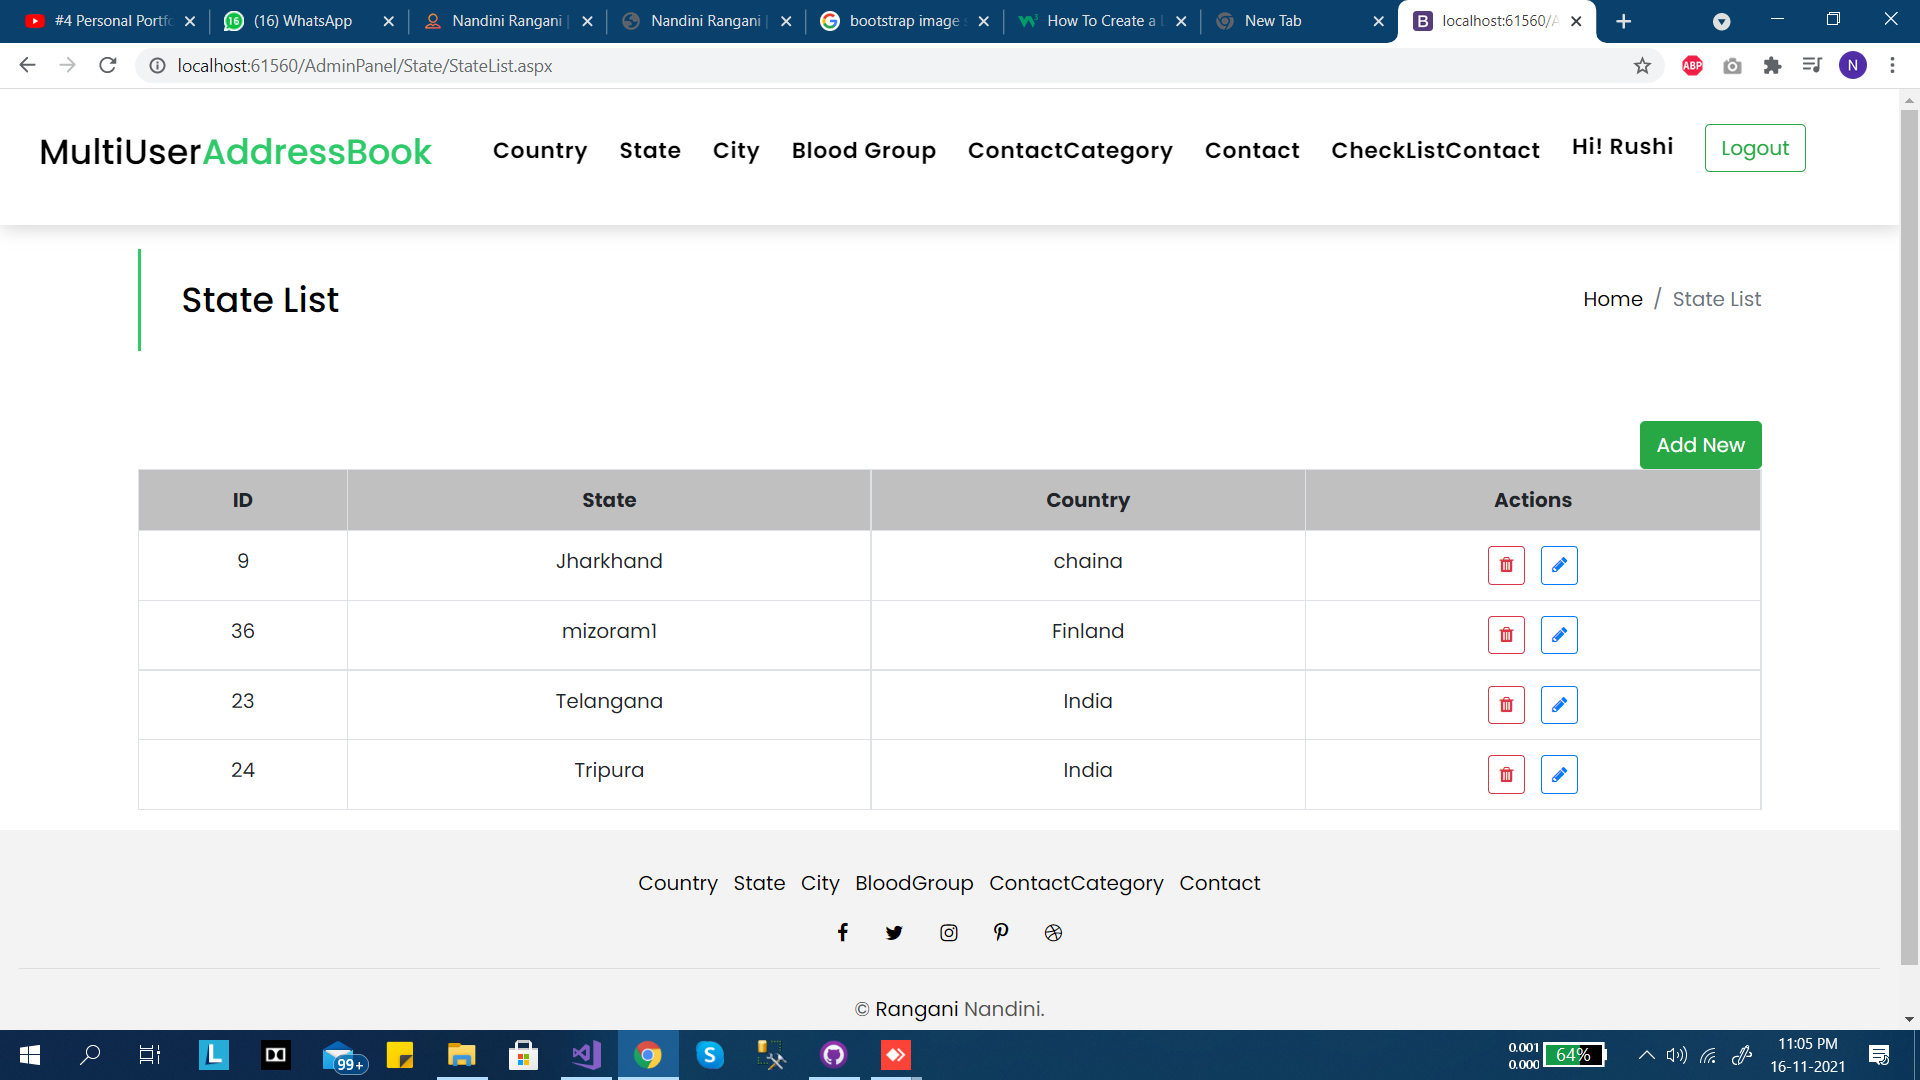 #4 Personal Portfo
(16) WhatsApp
Nandini Rangani |
Nandini Rangani |
bootstrap image s
How To Create a L
New Tab
localhost:61560/A
localhost:61560/AdminPanel/State/StateList.aspx
ABP
N
MultiUserAddressBook
Country State City Blood Group ContactCategory Contact CheckListContact Hi! Rushi Logout
State List
Home / State List
Add New
ID State Country Actions
9 Jharkhand chaina
36 mizoram1 Finland
23 Telangana India
24 Tripura India
Country State City BloodGroup ContactCategory Contact
© Rangani Nandini.
99+
0.001
0.000
64%
11:05 PM
16-11-2021